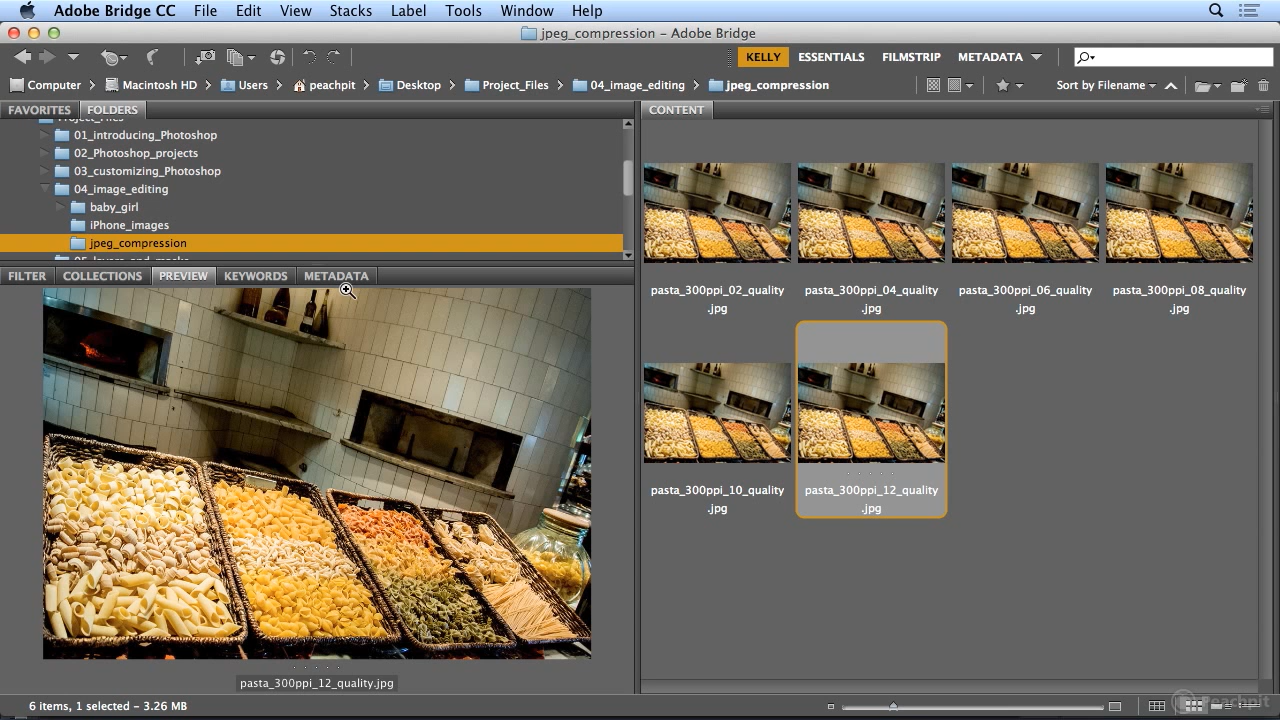 Adobe Bridge CC File Edit View Stacks Label Tools Window Help
jpeg_compression – Adobe Bridge
KELLY ESSENTIALS FILMSTRIP METADATA
Computer Macintosh HD Users peachpit Desktop Project_Files 04_image_editing jpeg_compression Sort by Filename
FAVORITES FOLDERS CONTENT
Project_Files
01_introducing_Photoshop
02_Photoshop_projects
03_customizing_Photoshop
04_image_editing
baby_girl
iPhone_images
jpeg_compression
05_layers_and_masks
FILTER COLLECTIONS PREVIEW KEYWORDS METADATA
pasta_300ppi_12_quality.jpg
pasta_300ppi_02_quality
.jpg
pasta_300ppi_04_quality
.jpg
pasta_300ppi_06_quality
.jpg
pasta_300ppi_08_quality
.jpg
pasta_300ppi_10_quality
.jpg
pasta_300ppi_12_quality
.jpg
6 items, 1 selected - 3.26 MB
Peachpit